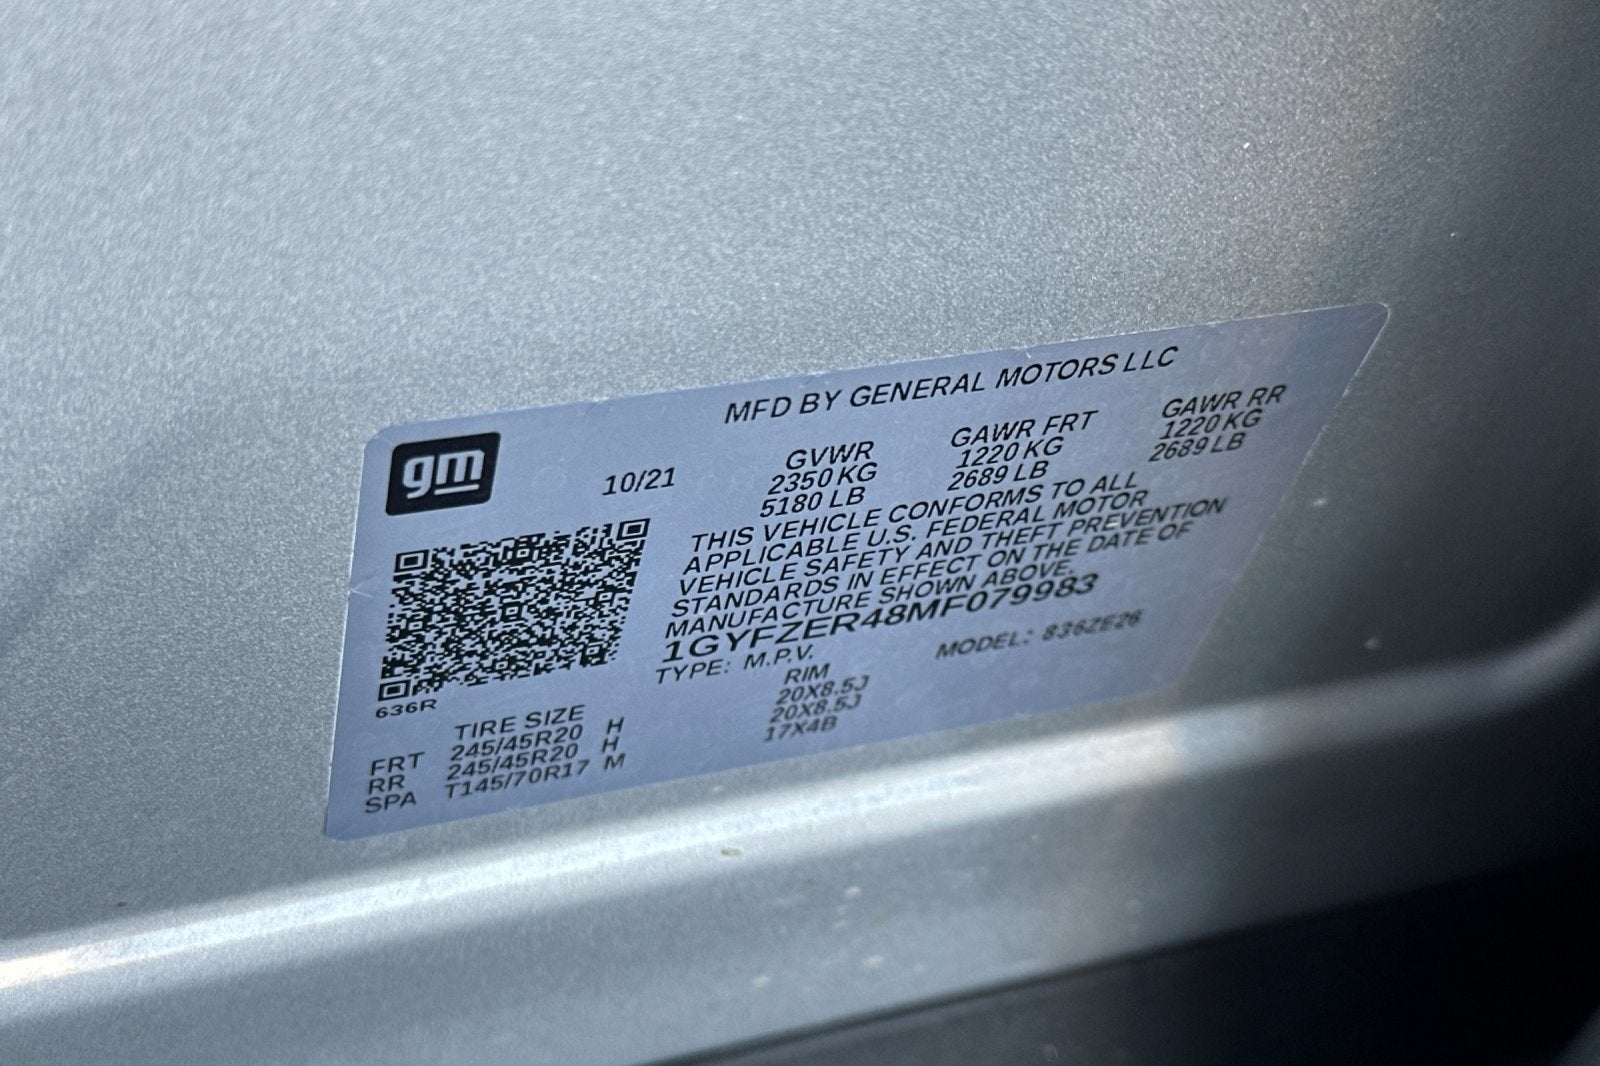 MFD BY GENERAL MOTORS LLC
gm
10/21
GVWR GAWR FRT GAWR RR
2350 KG 1220 KG 1220 KG
5180 LB 2689 LB 2689 LB
THIS VEHICLE CONFORMS TO ALL
APPLICABLE U.S. FEDERAL MOTOR
VEHICLE SAFETY AND THEFT PREVENTION
STANDARDS IN EFFECT ON THE DATE OF
MANUFACTURE SHOWN ABOVE.
1GYFZER48MF079983
TYPE: M.P.V. MODEL: 836ZE26
636R
TIRE SIZE RIM
FRT 245/45R20 H 20X8.5J
RR 245/45R20 H 20X8.5J
SPA T145/70R17 M 17X4B